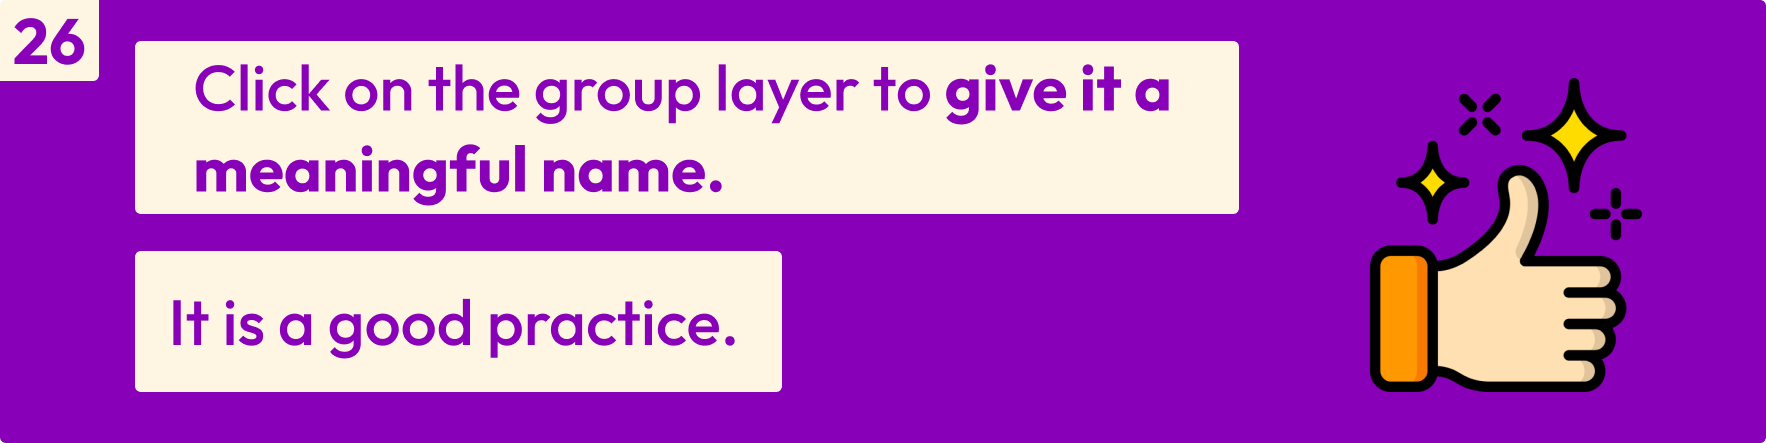 26
Click on the group layer to give it a
meaningful name.
It is a good practice.